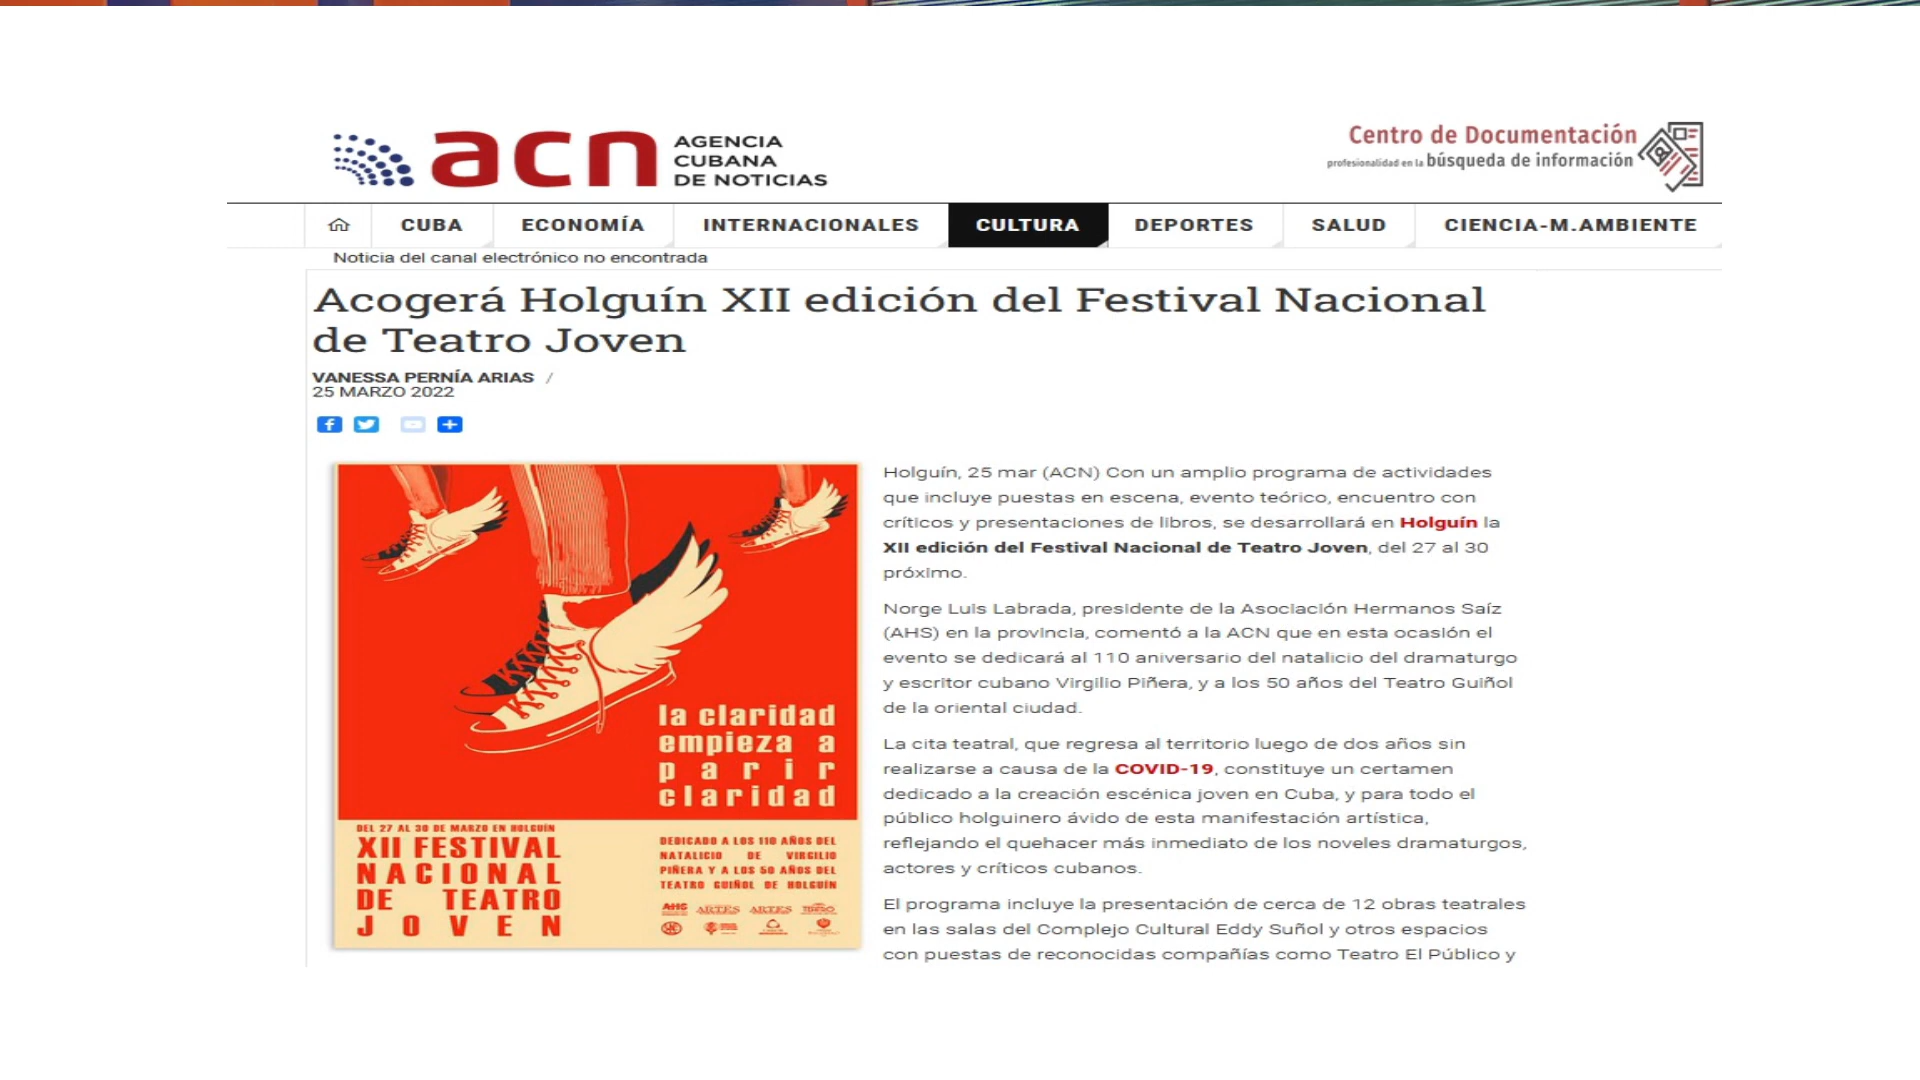 acn AGENCIA
CUBANA
DE NOTICIAS
Centro de Documentación
profesionalidad en la búsqueda de información
CUBA ECONOMÍA INTERNACIONALES CULTURA DEPORTES SALUD CIENCIA-M.AMBIENTE
Noticia del canal electrónico no encontrada
Acogerá Holguín XII edición del Festival Nacional
de Teatro Joven
VANESSA PERNÍA ARIAS /
25 MARZO 2022
la claridad
empieza a
parir
claridad
DEL 27 AL 30 DE MARZO EN HOLGUÍN
XII FESTIVAL
NACIONAL
DE TEATRO
JOVEN
DEDICADO A LOS 110 AÑOS DEL
NATALICIO DE VIRGILIO
PIÑERA Y A LOS 50 AÑOS DEL
TEATRO GUIÑOL DE HOLGUÍN
AHS ARTES ARTES
Holguín, 25 mar (ACN) Con un amplio programa de actividades
que incluye puestas en escena, evento teórico, encuentro con
críticos y presentaciones de libros, se desarrollará en Holguín la
XII edición del Festival Nacional de Teatro Joven, del 27 al 30
próximo.
Norge Luis Labrada, presidente de la Asociación Hermanos Saíz
(AHS) en la provincia, comentó a la ACN que en esta ocasión el
evento se dedicará al 110 aniversario del natalicio del dramaturgo
y escritor cubano Virgilio Piñera, y a los 50 años del Teatro Guiñol
de la oriental ciudad.
La cita teatral, que regresa al territorio luego de dos años sin
realizarse a causa de la COVID-19, constituye un certamen
dedicado a la creación escénica joven en Cuba, y para todo el
público holguinero ávido de esta manifestación artística,
reflejando el quehacer más inmediato de los noveles dramaturgos,
actores y críticos cubanos.
El programa incluye la presentación de cerca de 12 obras teatrales
en las salas del Complejo Cultural Eddy Suñol y otros espacios
con puestas de reconocidas compañías como Teatro El Público y